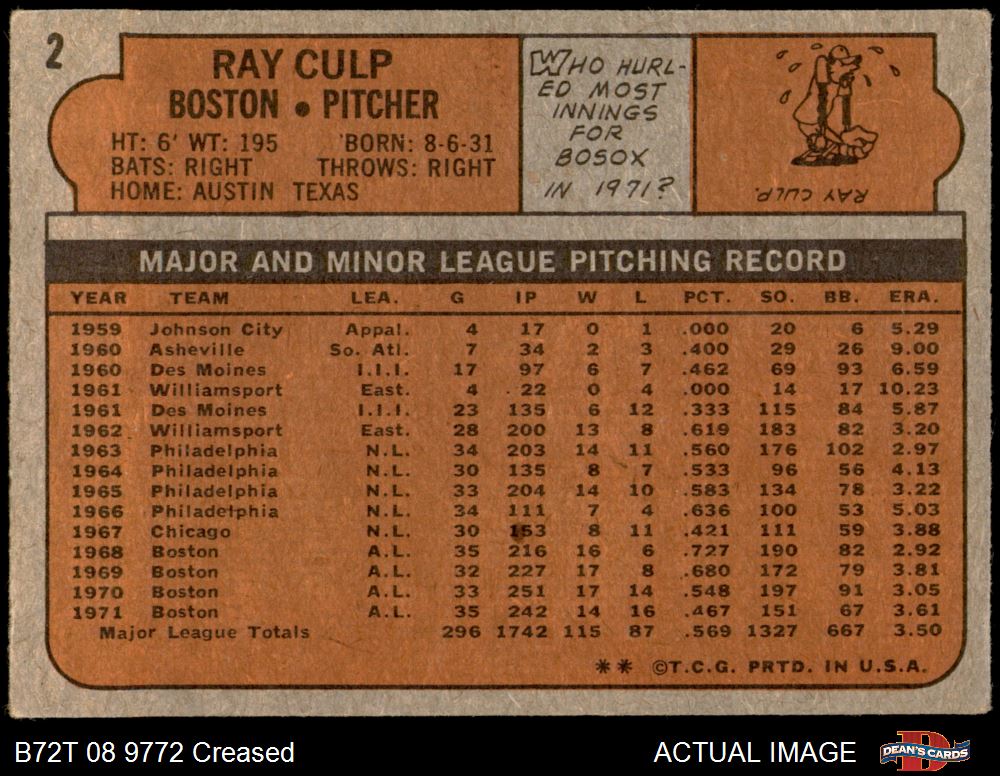 2
RAY CULP
BOSTON • PITCHER
HT: 6' WT: 195 BORN: 8-6-31
BATS: RIGHT THROWS: RIGHT
HOME: AUSTIN TEXAS
WHO HURL-
ED MOST
INNINGS
FOR
BOSOX
IN 1971?
RAY CULP.
MAJOR AND MINOR LEAGUE PITCHING RECORD
YEAR TEAM LEA. G IP W L PCT. SO. BB. ERA.
1959 Johnson City Appal. 4 17 0 1 .000 20 6 5.29
1960 Asheville So. Atl. 7 34 2 3 .400 29 26 9.00
1960 Des Moines I.I.I. 17 97 6 7 .462 69 93 6.59
1961 Williamsport East. 4 22 0 4 .000 14 17 10.23
1961 Des Moines I.I.I. 23 135 6 12 .333 115 84 5.87
1962 Williamsport East. 28 200 13 8 .619 183 82 3.20
1963 Philadelphia N.L. 34 203 14 11 .560 176 102 2.97
1964 Philadelphia N.L. 30 135 8 7 .533 96 56 4.13
1965 Philadelphia N.L. 33 204 14 10 .583 134 78 3.22
1966 Philadelphia N.L. 34 111 7 4 .636 100 53 5.03
1967 Chicago N.L. 30 153 8 11 .421 111 59 3.88
1968 Boston A.L. 35 216 16 6 .727 190 82 2.92
1969 Boston A.L. 32 227 17 8 .680 172 79 3.81
1970 Boston A.L. 33 251 17 14 .548 197 91 3.05
1971 Boston A.L. 35 242 14 16 .467 151 67 3.61
Major League Totals 296 1742 115 87 .569 1327 667 3.50
** ©T.C.G. PRTD. IN U.S.A.
B72T 08 9772 Creased
ACTUAL IMAGE
D
DEAN'S CARDS